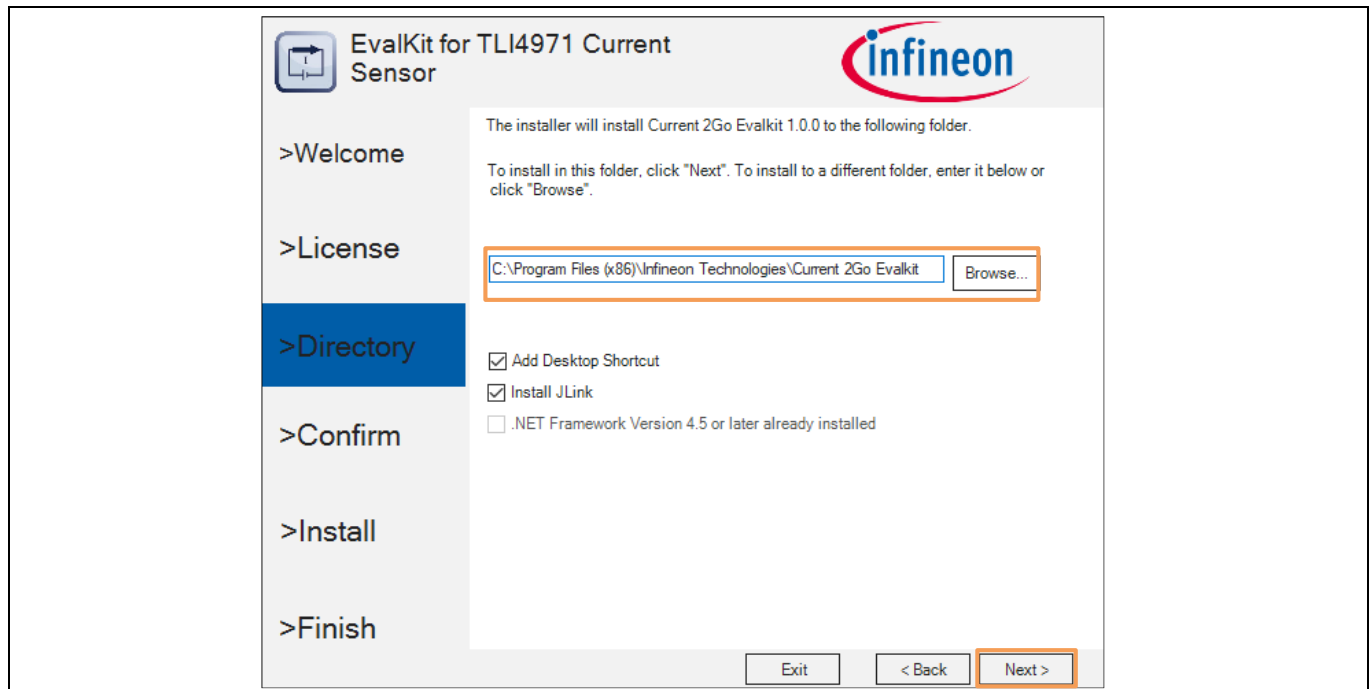 EvalKit for TLI4971 Current
Sensor
infineon
The installer will install Current 2Go Evalkit 1.0.0 to the following folder.
>Welcome
To install in this folder, click "Next". To install to a different folder, enter it below or
click "Browse".
>License
C:\Program Files (x86)\Infineon Technologies\Current 2Go Evalkit
Browse...
>Directory
Add Desktop Shortcut
Install JLink
.NET Framework Version 4.5 or later already installed
>Confirm
>Install
>Finish
Exit
< Back
Next >